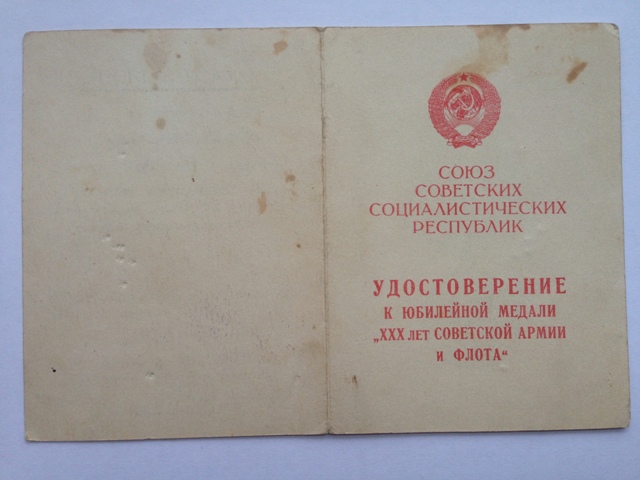 СОЮЗ
СОВЕТСКИХ
СОЦИАЛИСТИЧЕСКИХ
РЕСПУБЛИК
УДОСТОВЕРЕНИЕ
К ЮБИЛЕЙНОЙ МЕДАЛИ
„XXX ЛЕТ СОВЕТСКОЙ АРМИИ
И ФЛОТА“